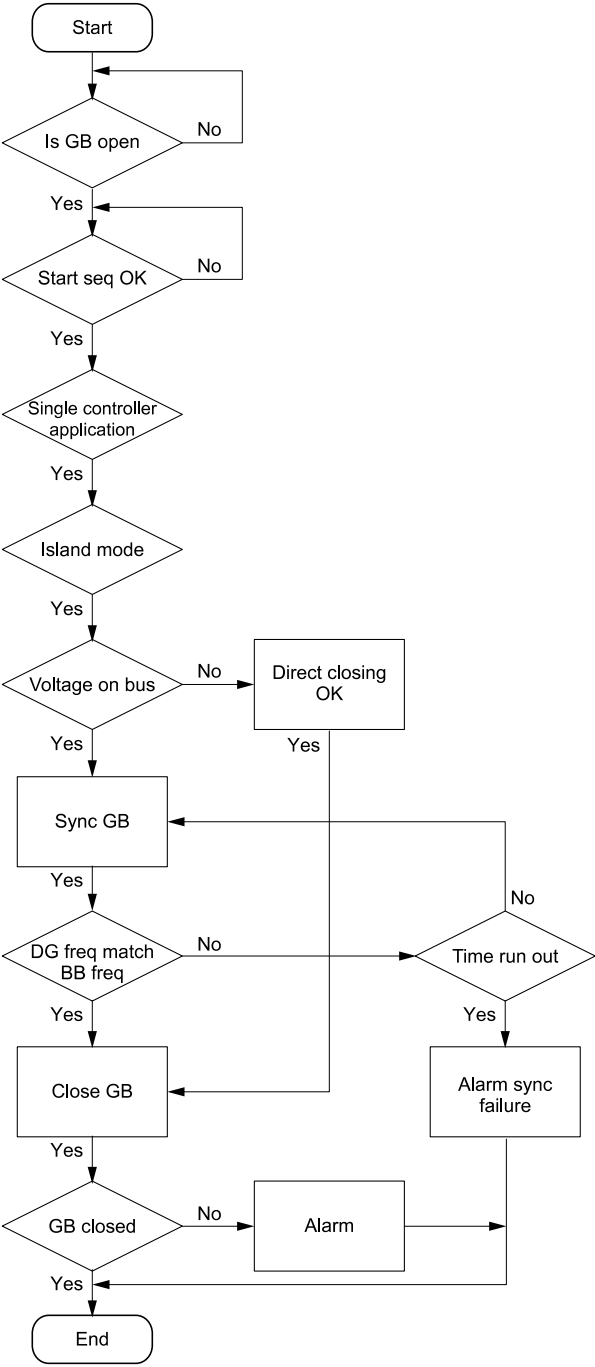 Start
Is GB open
No
Yes
Start seq OK
No
Yes
Single controller
application
Yes
Island mode
Yes
Voltage on bus
No
Direct closing
OK
Yes
Yes
Sync GB
Yes
No
DG freq match
BB freq
No
Time run out
Yes
Yes
Close GB
Alarm sync
failure
Yes
GB closed
No
Alarm
Yes
End